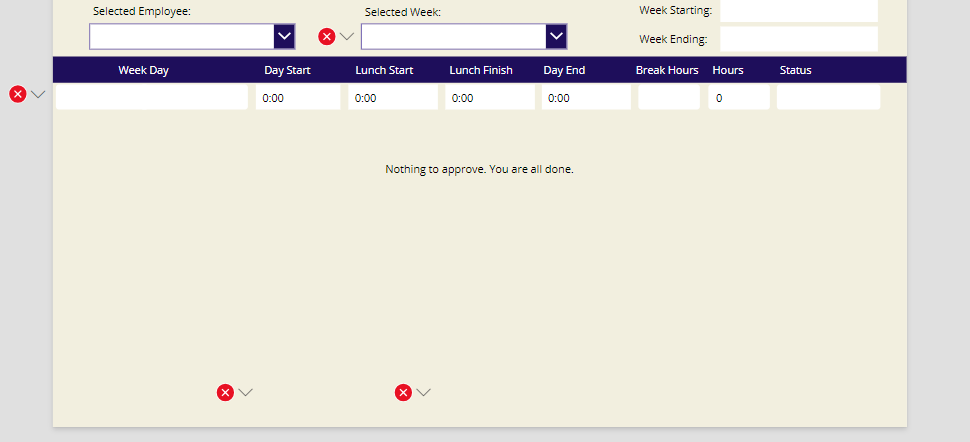 Selected Employee:
Selected Week:
Week Starting:
Week Ending:
Week Day Day Start Lunch Start Lunch Finish Day End Break Hours Hours Status
0:00 0:00 0:00 0:00 0
Nothing to approve. You are all done.